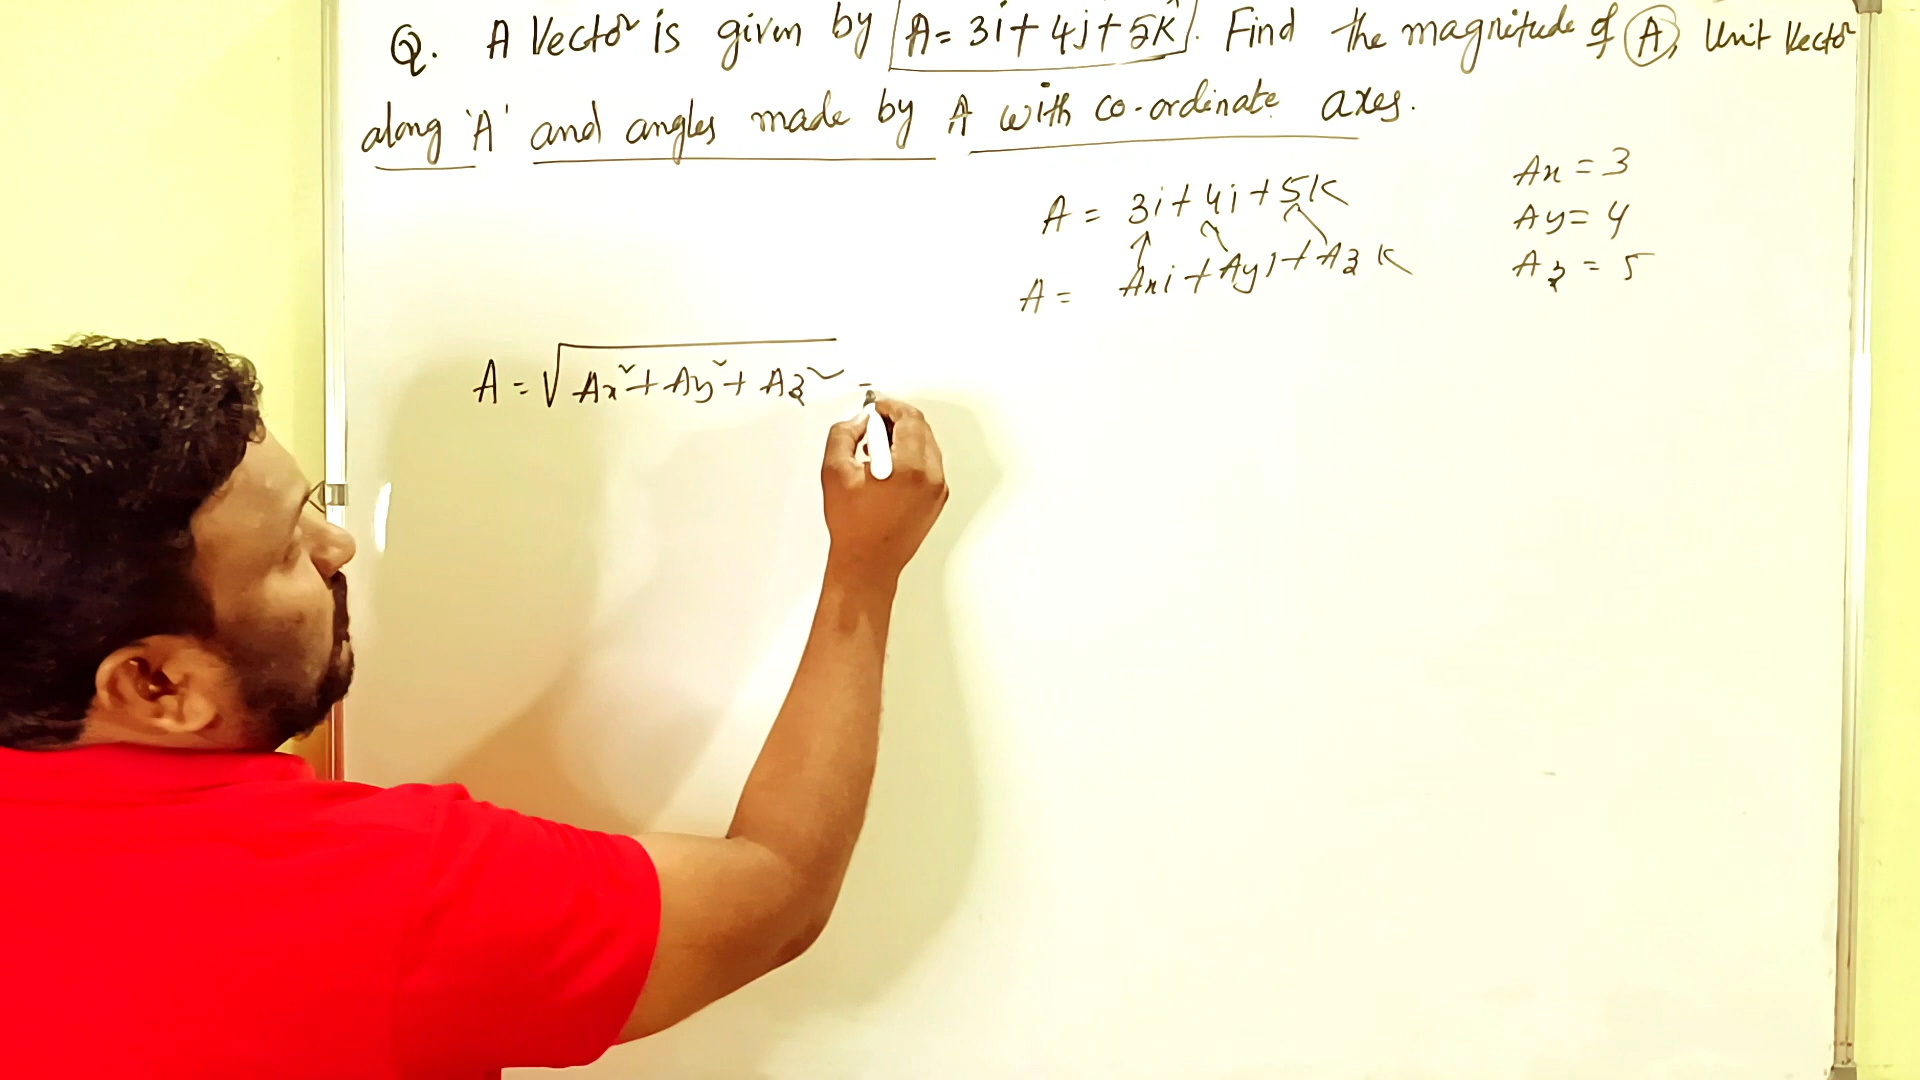 Q. A Vector is given by A= 3i+ 4j+ 5k̂. Find the magnitude of A, Unit Vector
along 'A' and angles made by A with co-ordinate axes.
A = 3i+ 4j+5k
A = Axi + Ayj + Azk
Ax = 3
Ay = 4
Az = 5
A = √Ax²+ Ay²+ Az² =